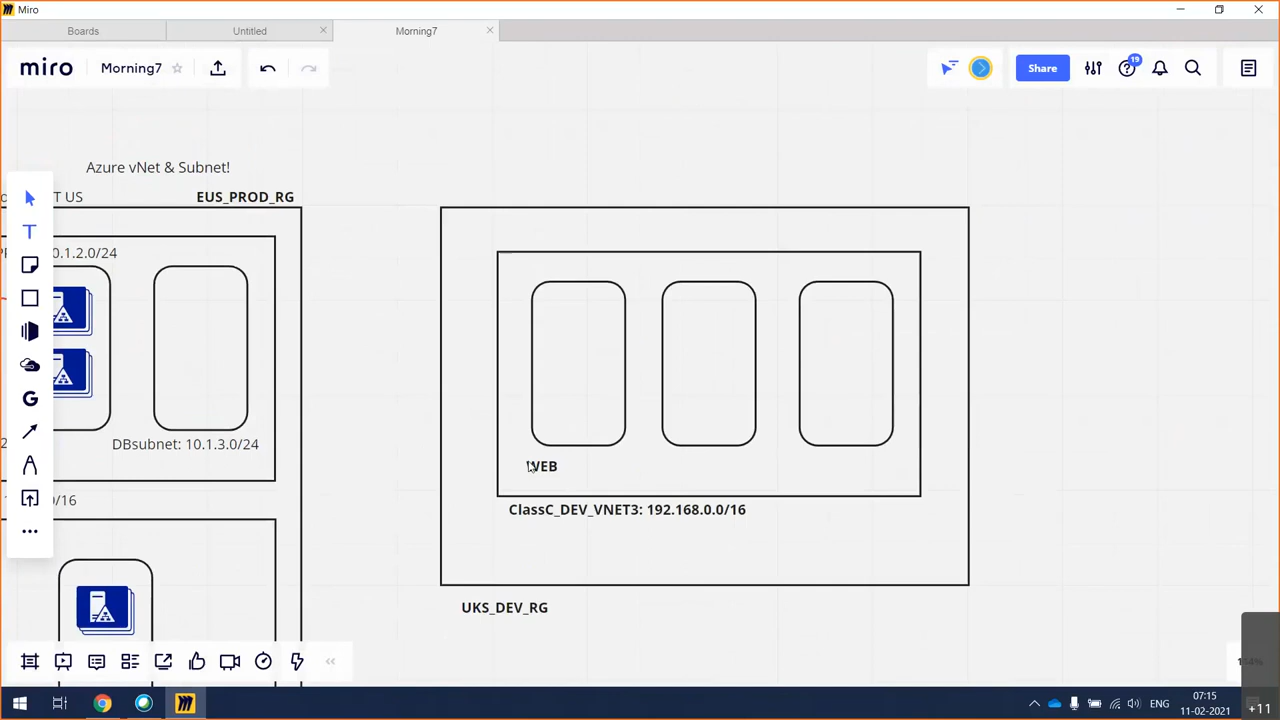 Miro
Boards
Untitled
Morning7
miro
Morning7
19
Share
Azure vNet & Subnet!
T US
EUS_PROD_RG
0.1.2.0/24
DBsubnet: 10.1.3.0/24
0/16
WEB
ClassC_DEV_VNET3: 192.168.0.0/16
UKS_DEV_RG
ENG
07:15
11-02-2021
+11